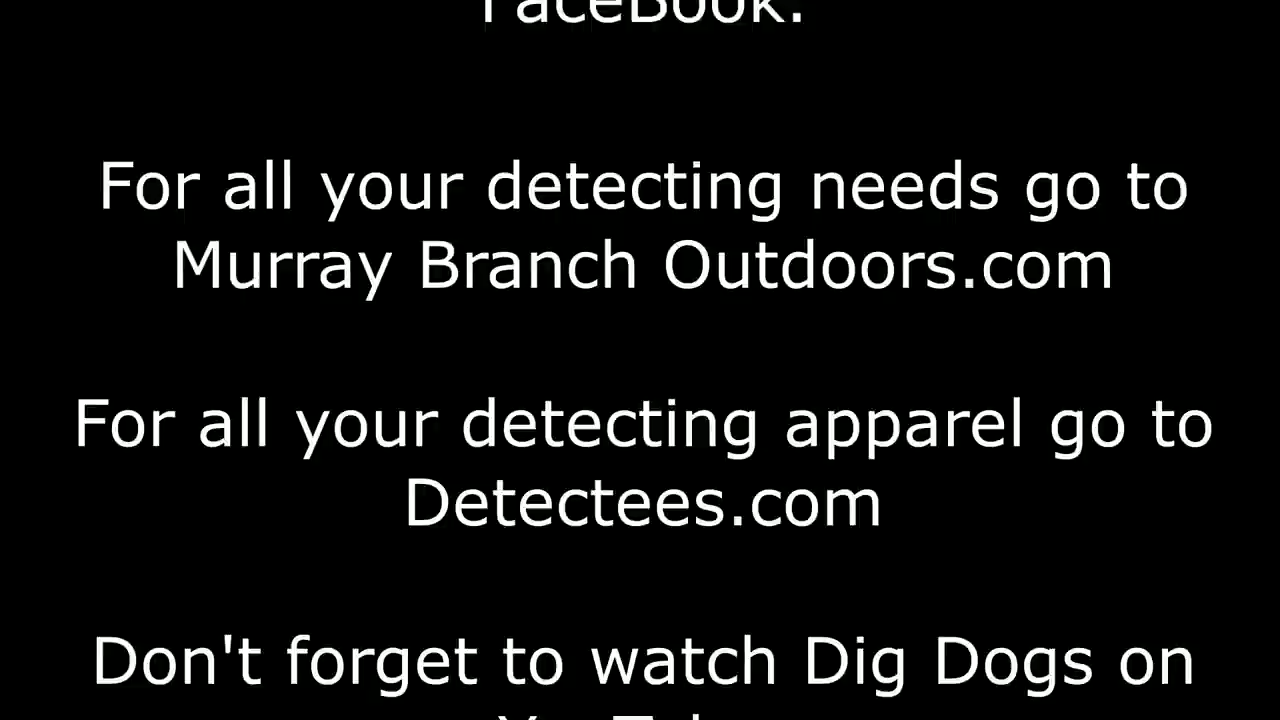 FaceBook.
For all your detecting needs go to
Murray Branch Outdoors.com
For all your detecting apparel go to
Detectees.com
Don't forget to watch Dig Dogs on